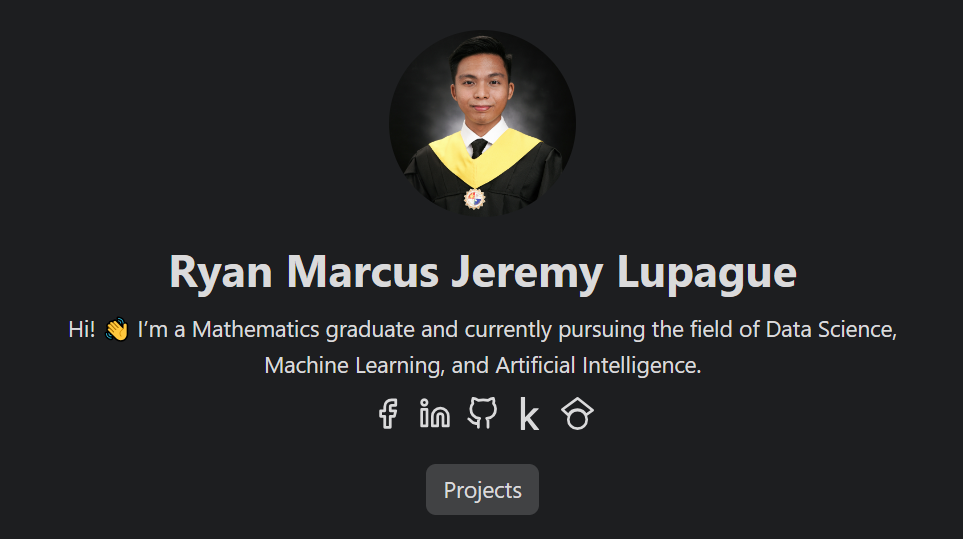 Ryan Marcus Jeremy Lupague
Hi! 👋 I’m a Mathematics graduate and currently pursuing the field of Data Science,
Machine Learning, and Artificial Intelligence.
Projects